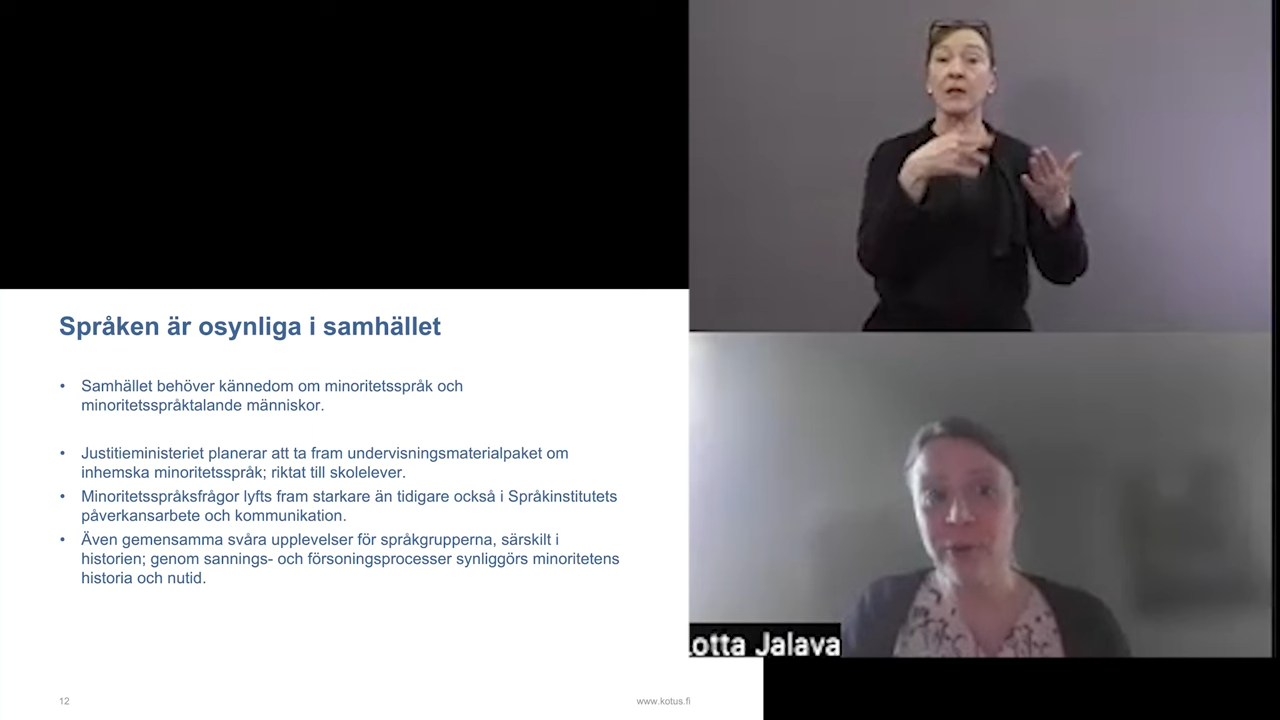 Språken är osynliga i samhället
• Samhället behöver kännedom om minoritetsspråk och
minoritetsspråktalande människor.
• Justitieministeriet planerar att ta fram undervisningsmaterialpaket om
inhemska minoritetsspråk; riktat till skolelever.
• Minoritetsspråksfrågor lyfts fram starkare än tidigare också i Språkinstitutets
påverkansarbete och kommunikation.
• Även gemensamma svåra upplevelser för språkgrupperna, särskilt i
historien; genom sannings- och försoningsprocesser synliggörs minoritetens
historia och nutid.
12
www.kotus.fi
Lotta Jalava